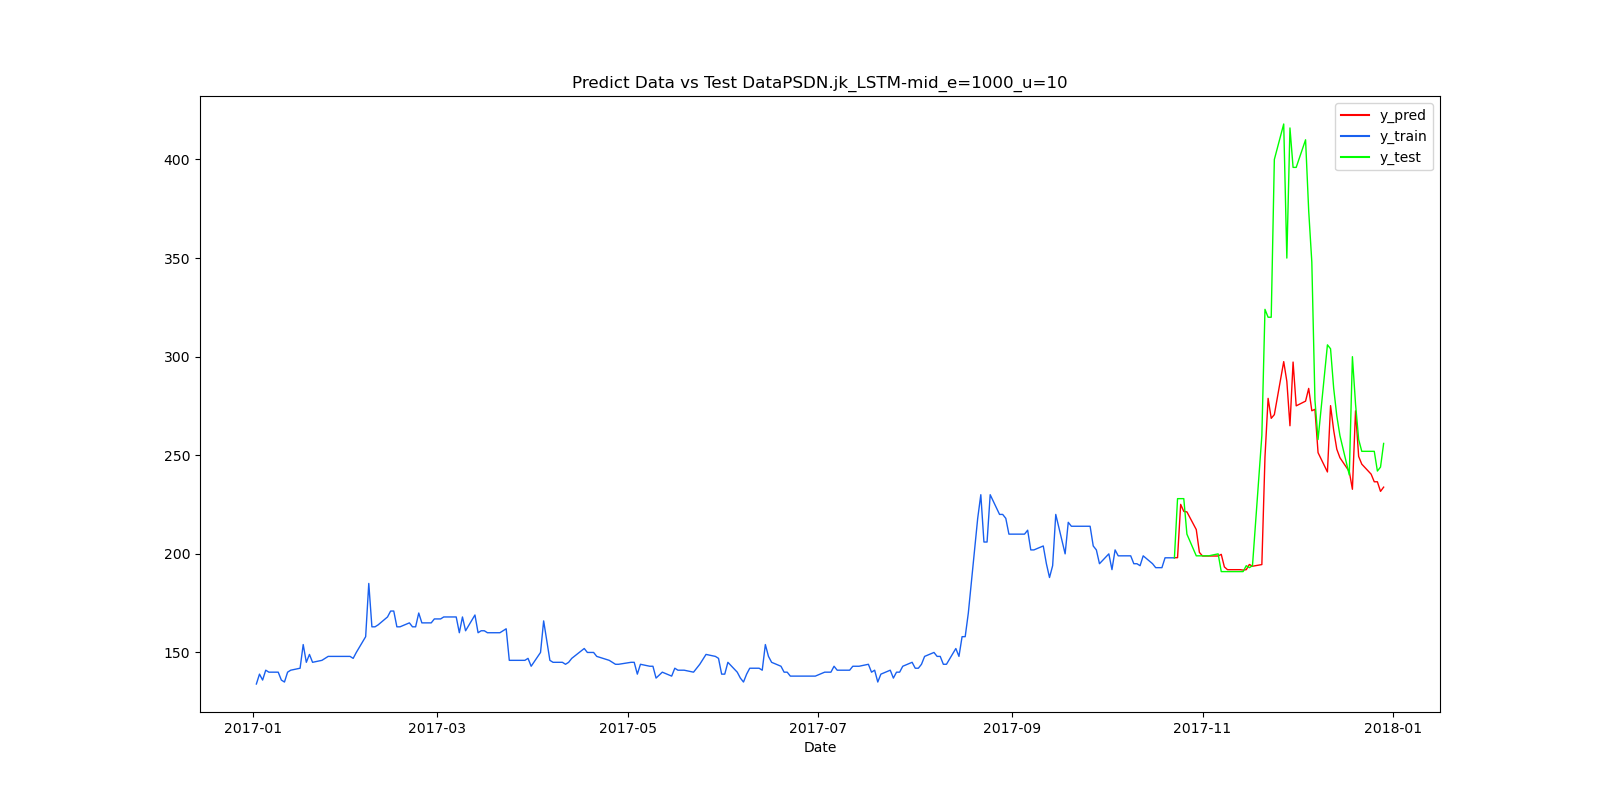 Predict Data vs Test DataPSDN.jk_LSTM-mid_e=1000_u=10
y_pred
y_train
y_test
400
350
300
250
200
150
2017-01 2017-03 2017-05 2017-07 2017-09 2017-11 2018-01
Date